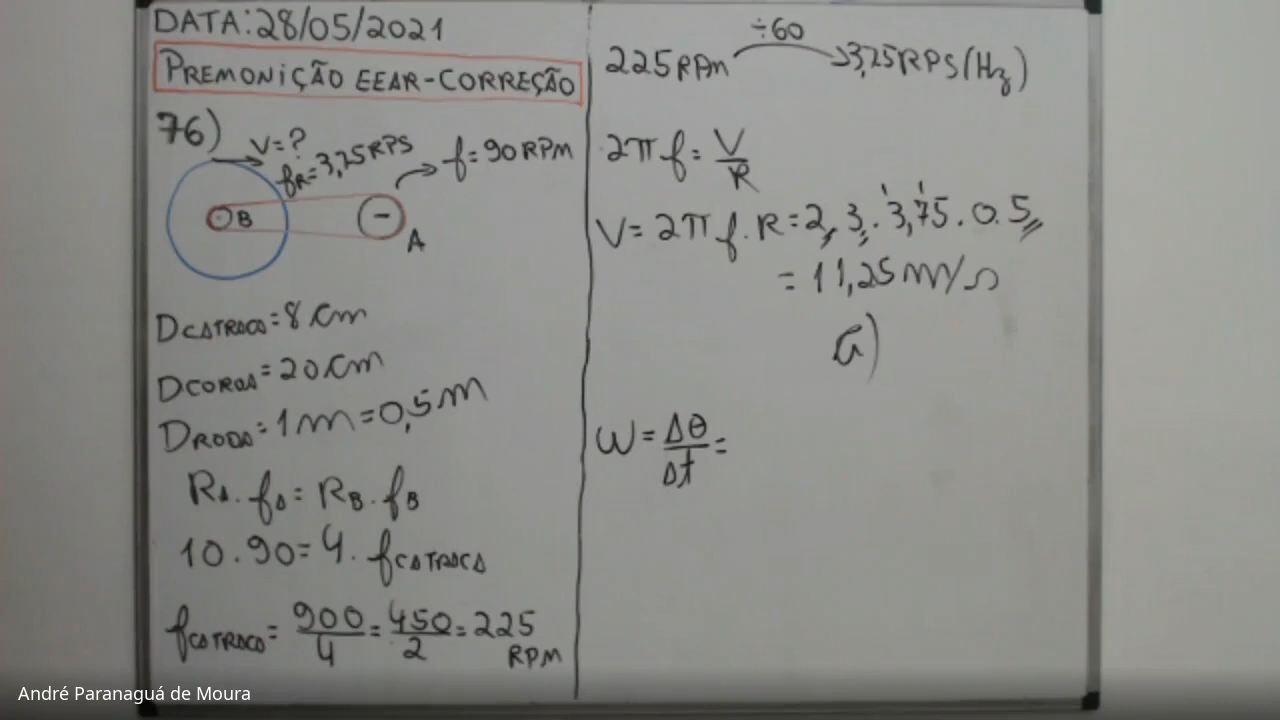 DATA:28/05/2021
PREMONIÇÃO EEAR-CORREÇÃO
76)
V=?
fR=3,75RPS
f=90RPM
B
A
DCATRACA=8cm
DCOROA=20cm
DRODA=1m=0,5m
RA.fA=RB.fB
10.90=4.fCATRACA
fCATRACA=900/4=450/2=225
RPM
÷60
225RPm 3,75RPS(Hz)
2πf=V/R
V=2πf.R=2.3.3,75.0.5
=11,25m/s
a)
ω=Δθ/Δt=
André Paranaguá de Moura